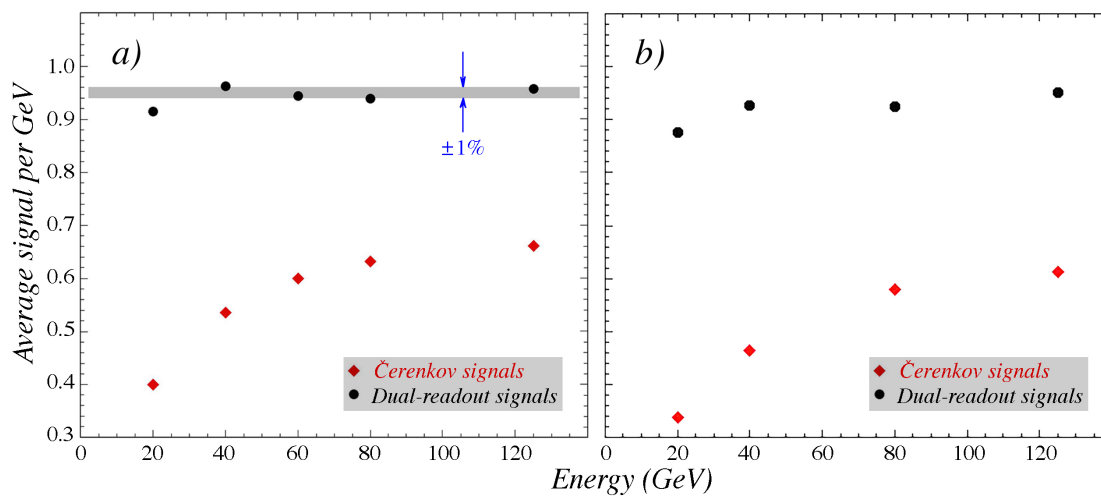 a)
b)
Average signal per GeV
1.0
0.9
0.8
0.7
0.6
0.5
0.4
0.3
±1%
Čerenkov signals
Dual-readout signals
Čerenkov signals
Dual-readout signals
0 20 40 60 80 100 120
0 20 40 60 80 100 120
Energy (GeV)